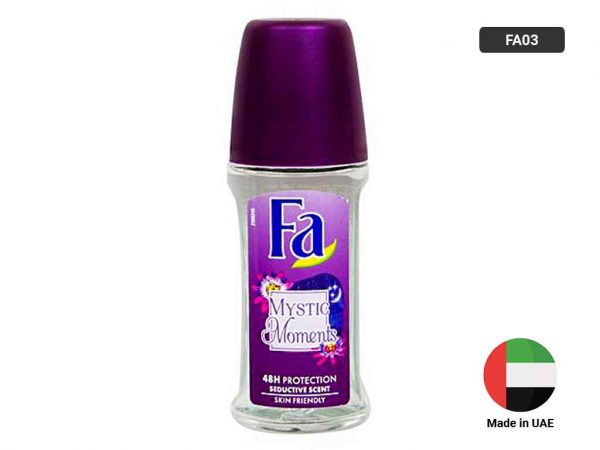 FA03
Fa
MYSTIC
Moments
48H PROTECTION
SEDUCTIVE SCENT
SKIN FRIENDLY
Made in UAE